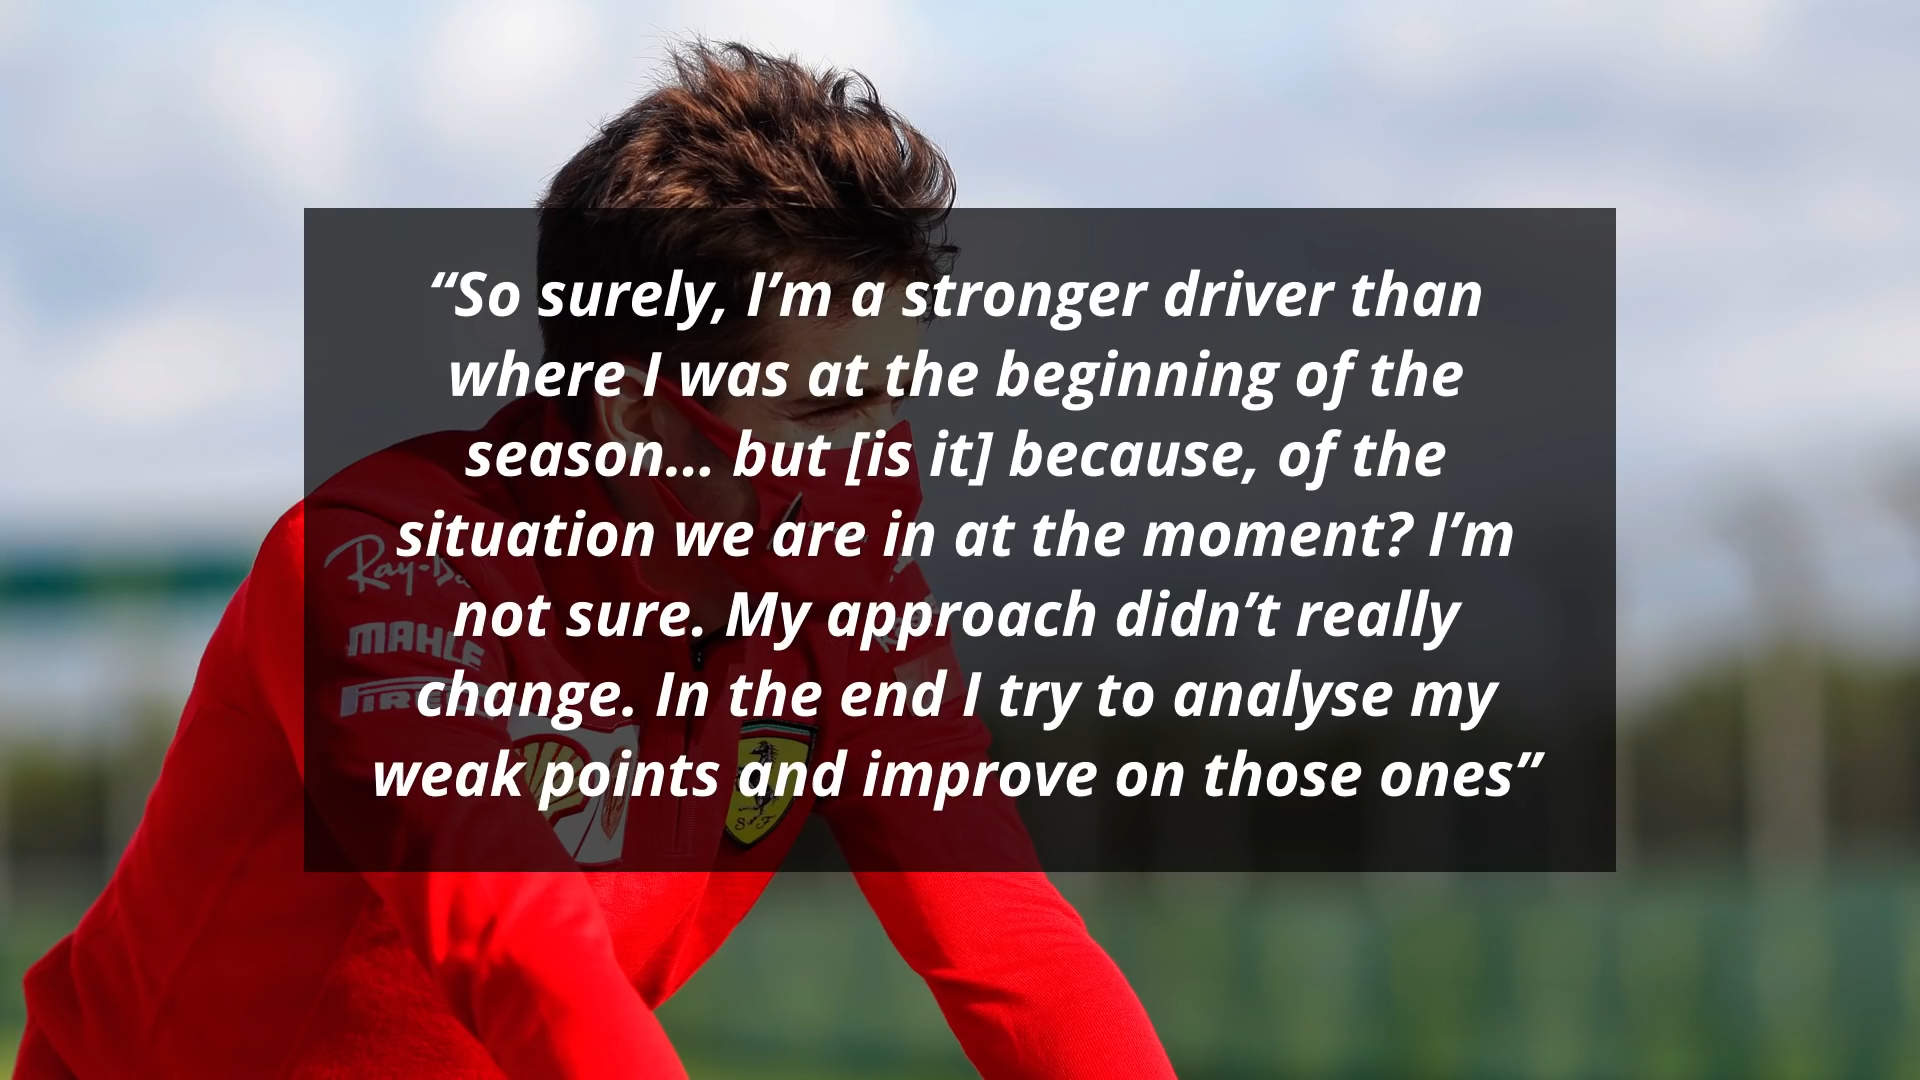 “So surely, I’m a stronger driver than
where I was at the beginning of the
season... but [is it] because, of the
situation we are in at the moment? I’m
not sure. My approach didn’t really
change. In the end I try to analyse my
weak points and improve on those ones”
Ray-B
MAHLE
PIRE
S F